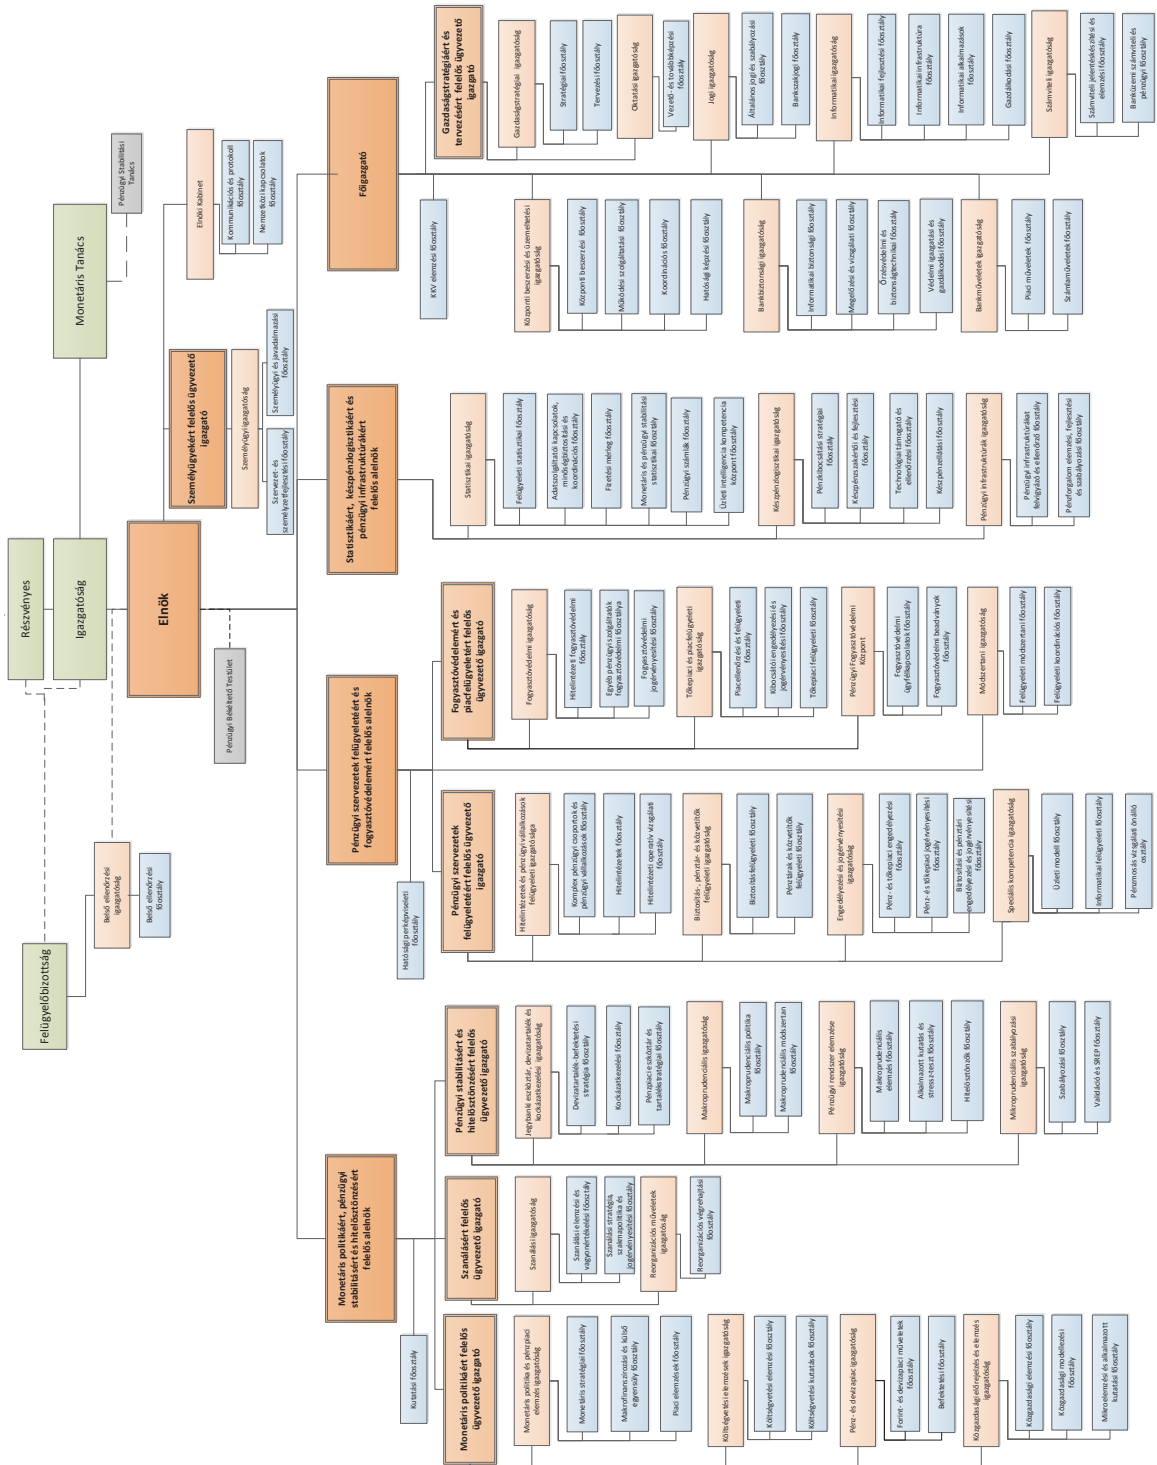 Részvényes
Igazgatóság
Felügyelőbizottság
Monetáris Tanács
Pénzügyi Stabilitási
Tanács
Elnök
Belső ellenőrzési
igazgatóság
Belső ellenőrzési
főosztály
Pénzügyi Békéltető Testület
Személyügyekért felelős ügyvezető
igazgató
Személyügyi igazgatóság
Szervezet- és
személyzetfejlesztési főosztály
Személyügyi és javadalmazási
főosztály
Elnöki Kabinet
Kommunikációs és protokoll
főosztály
Nemzetközi kapcsolatok
főosztály
Monetáris politikáért, pénzügyi
stabilitásért és hitelösztönzésért
felelős alelnök
Kutatási főosztály
Monetáris politikáért felelős
ügyvezető igazgató
Monetáris politika és pénzpiaci
elemzés igazgatóság
Monetáris stratégiai főosztály
Makrofinanszírozási és külső
egyensúly főosztály
Piaci elemzések főosztály
Költségvetési elemzések igazgatóság
Költségvetési elemzési főosztály
Költségvetési kutatások főosztály
Pénz- és devizapiac igazgatóság
Forint- és devizapiaci műveletek
főosztály
Befektetési főosztály
Közgazdasági előrejelzés és elemzés
igazgatóság
Közgazdasági elemzési főosztály
Közgazdasági modellezési
főosztály
Mikroelemzési és alkalmazott
kutatási főosztály
Szanálásért felelős
ügyvezető igazgató
Szanálási igazgatóság
Szanálási elemzési és
vagyonértékelési főosztály
Szanálási stratégia,
szakmapolitika és
jogérvényesítési főosztály
Reorganizációs műveletek
igazgatóság
Reorganizációs végrehajtási
főosztály
Pénzügyi stabilitásért és
hitelösztönzésért felelős
ügyvezető igazgató
Jegybanki eszköztár, devizatartalék és
kockázatkezelési igazgatóság
Devizatartalék-befektetési
stratégia főosztály
Kockázatkezelési főosztály
Pénzpiaci eszköztár és
tartalékstratégiai főosztály
Makroprudenciális igazgatóság
Makroprudenciális politika
főosztály
Makroprudenciális módszertan
főosztály
Pénzügyi rendszer elemzése
igazgatóság
Makroprudenciális
elemzés főosztály
Alkalmazott kutatás és
stressz-teszt főosztály
Hitelösztönzők főosztály
Mikroprudenciális szabályozási
igazgatóság
Szabályozási főosztály
Validáció és SREP főosztály
Pénzügyi szervezetek felügyeletéért és
fogyasztóvédelemért felelős alelnök
Hatósági perképviseleti
főosztály
Pénzügyi szervezetek
felügyeletéért felelős ügyvezető
igazgató
Hitelintézetek és pénzügyi vállalkozások
felügyeleti igazgatósága
Komplex pénzügyi csoportok és
pénzügyi vállalkozások főosztály
Hitelintézetek főosztály
Hitelintézeti operatív vizsgálati
főosztály
Biztosítás-, pénztár- és közvetítők
felügyeleti igazgatóság
Biztosításfelügyeleti főosztály
Pénztárak és közvetítők
felügyeleti főosztály
Engedélyezési és jogérvényesítési
igazgatóság
Pénz- és tőkepiaci engedélyezési
főosztály
Pénz- és tőkepiaci jogérvényesítési
főosztály
Biztosítási és pénztári
engedélyezési és jogérvényesítési
főosztály
Speciális kompetencia igazgatóság
Üzleti modell főosztály
Informatikai felügyeleti főosztály
Pénzmosás vizsgálati önálló
osztály
Fogyasztóvédelemért és
piacfelügyeletért felelős
ügyvezető igazgató
Fogyasztóvédelmi igazgatóság
Hitelintézeti fogyasztóvédelmi
főosztály
Egyéb pénzügyi szolgáltatók
fogyasztóvédelmi főosztálya
Fogyasztóvédelmi
jogérvényesítési főosztály
Tőkepiaci és piacfelügyeleti
igazgatóság
Piacellenőrzési és felügyeleti
főosztály
Kibocsátói engedélyezési és
jogérvényesítési főosztály
Tőkepiaci felügyeleti főosztály
Pénzügyi Fogyasztóvédelmi
Központ
Fogyasztóvédelmi
ügyfélkapcsolatok főosztály
Fogyasztóvédelmi beadványok
főosztály
Módszertani igazgatóság
Felügyeleti módszertani főosztály
Felügyeleti koordinációs főosztály
Statisztikáért, készpénzlogisztikáért és
pénzügyi infrastruktúrákért
felelős alelnök
Statisztikai igazgatóság
Felügyeleti statisztikai főosztály
Adatszolgáltatói kapcsolatok,
minőségbiztosítási és
koordinációs főosztály
Fizetési mérleg főosztály
Monetáris és pénzügyi stabilitási
statisztikai főosztály
Pénzügyi számlák főosztály
Üzleti intelligencia kompetencia
központ főosztály
Készpénzlogisztikai igazgatóság
Pénzkibocsátási stratégiai
főosztály
Készpénzszakértői és fejlesztési
főosztály
Technológiai támogató és
ellenőrzési főosztály
Készpénzellátási főosztály
Pénzügyi infrastruktúrák igazgatóság
Pénzügyi infrastruktúrákat
felvigyázó és ellenőrző főosztály
Pénzforgalom elemzési, fejlesztési
és szabályozási főosztály
Főigazgató
KKV elemzési főosztály
Központi beszerzési és üzemeltetési
igazgatóság
Központi beszerzési főosztály
Működési szolgáltatási főosztály
Koordinációs főosztály
Hatósági képzési főosztály
Bankbiztonsági igazgatóság
Informatikai biztonsági főosztály
Megelőzési és vizsgálati főosztály
Őrzésvédelmi és
biztonságtechnikai főosztály
Védelmi igazgatási és
gazdálkodási főosztály
Bankműveletek igazgatóság
Piaci műveletek főosztály
Számlaműveletek főosztály
Gazdaságstratégiáért és
tervezésért felelős ügyvezető
igazgató
Gazdaságstratégiai igazgatóság
Stratégiai főosztály
Tervezési főosztály
Oktatási igazgatóság
Vezető- és továbbképzési
főosztály
Jogi igazgatóság
Általános jogi és szabályozási
főosztály
Bankszakjogi főosztály
Informatikai igazgatóság
Informatikai fejlesztési főosztály
Informatikai infrastruktúra
főosztály
Informatikai alkalmazások
főosztály
Gazdálkodási főosztály
Számviteli igazgatóság
Számviteli jelentéskészítési és
elemzési főosztály
Banküzemi számviteli és
pénzügyi főosztály